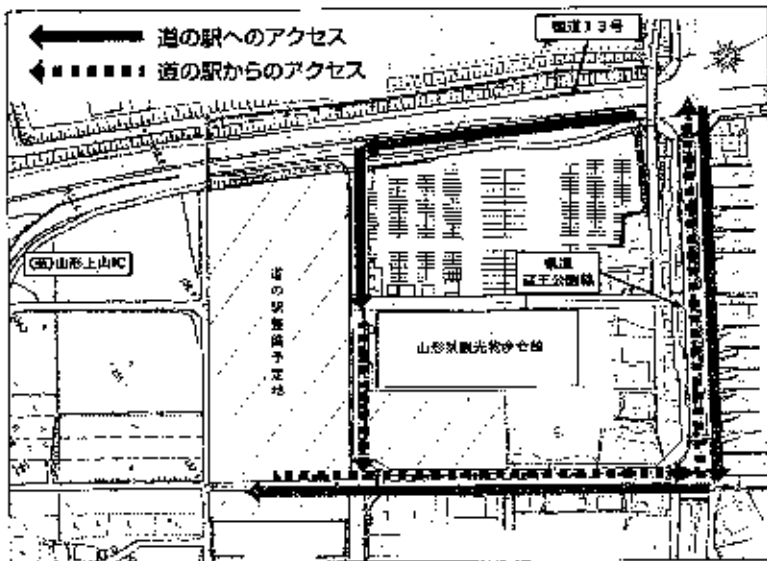 道の駅へのアクセス
道の駅からのアクセス
国道13号
(仮)山形上山IC
県道
蔵王公園線
道の駅整備予定地
山形県観光物産会館